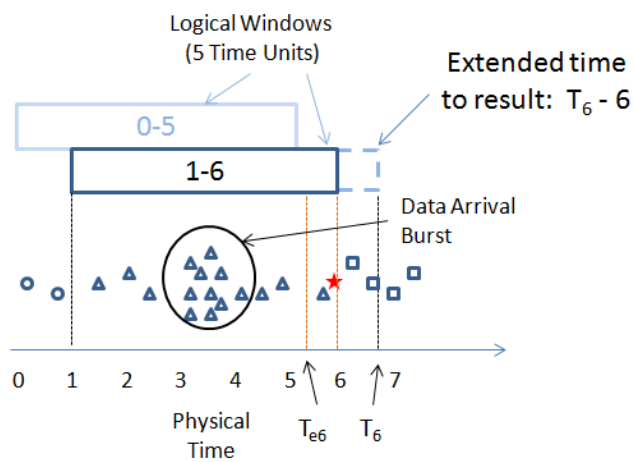 Logical Windows
(5 Time Units)
Extended time
to result: T6 - 6
0-5
1-6
Data Arrival
Burst
0 1 2 3 4 5 6 7
Physical
Time
Te6
T6